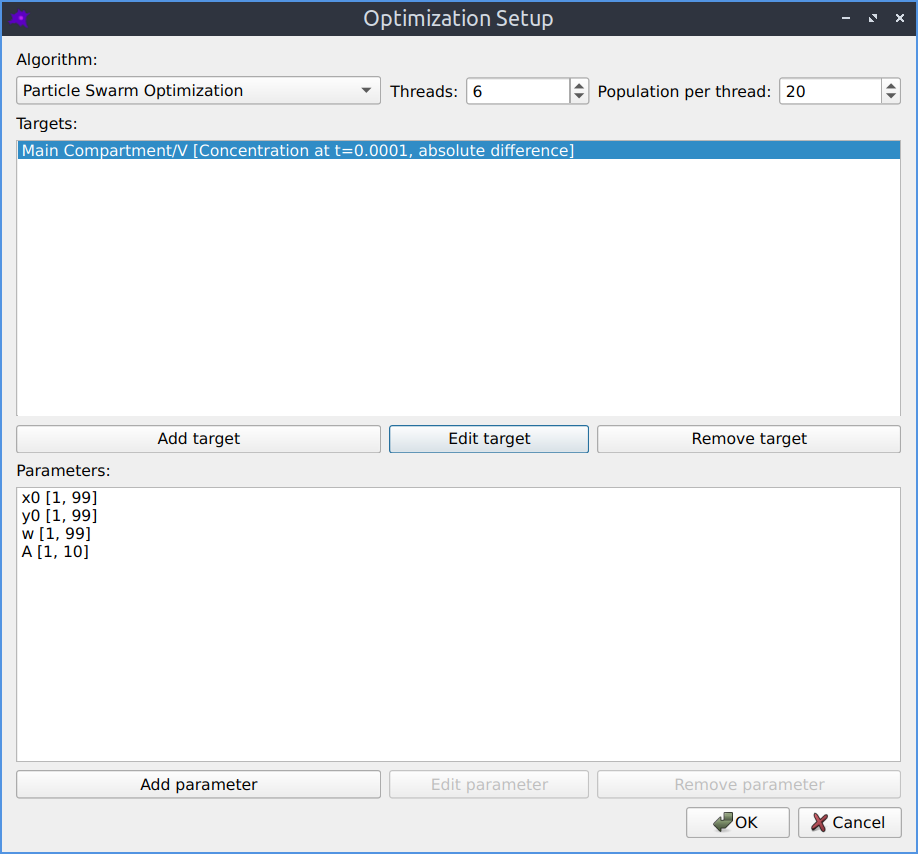 Optimization Setup
Algorithm:
Particle Swarm Optimization Threads: 6 Population per thread: 20
Targets:
Main Compartment/V [Concentration at t=0.0001, absolute difference]
Add target Edit target Remove target
Parameters:
x0 [1, 99]
y0 [1, 99]
w [1, 99]
A [1, 10]
Add parameter Edit parameter Remove parameter
OK Cancel